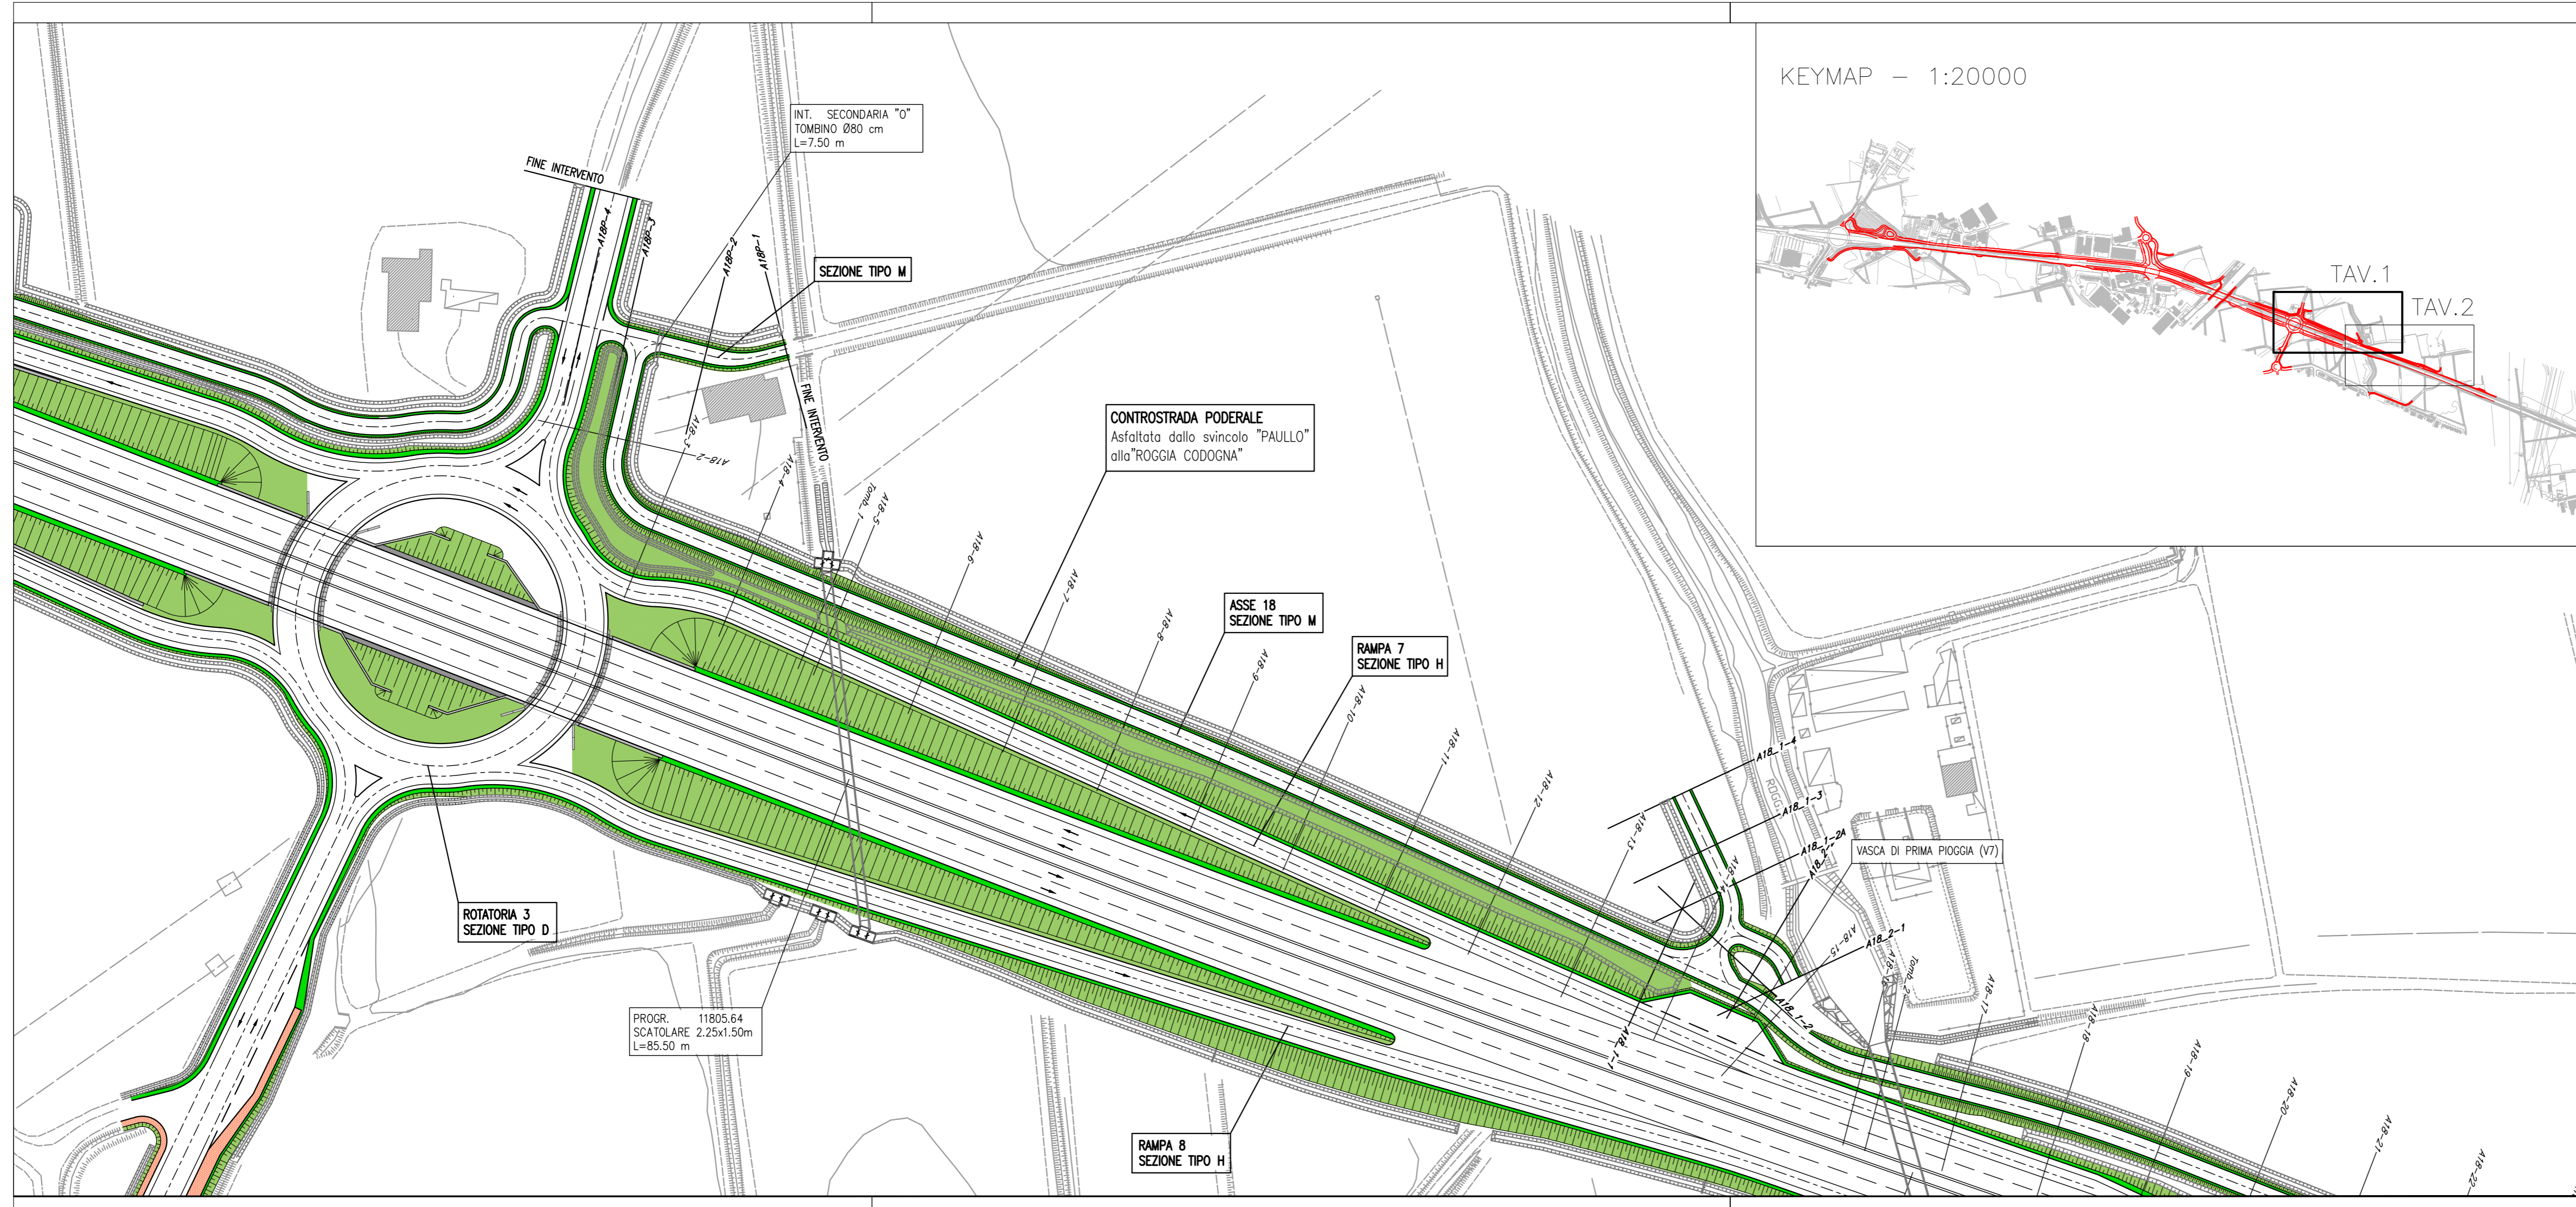 KEYMAP - 1:20000
TAV.1
TAV.2
INT. SECONDARIA "O"
TOMBINO Ø80 cm
L=7.50 m
FINE INTERVENTO
A18P-4
A18P-3
A18P-2
A18P-1
SEZIONE TIPO M
FINE INTERVENTO
CONTROSTRADA PODERALE
Asfaltata dallo svincolo "PAULLO"
alla"ROGGIA CODOGNA"
A18-2
A18-3
A18-4
Tomb.1
A18-5
A18-6
A18-7
A18-8
A18-9
A18-10
A18-11
A18-12
A18-13
ASSE 18
SEZIONE TIPO M
RAMPA 7
SEZIONE TIPO H
A18_1-4
A18_1-3
A18_1-2A
VASCA DI PRIMA PIOGGIA (V7)
A18-15
A18_2-1
A18_1-2
A18_1-1
A18-17
A18-18
A18-19
A18-20
A18-21
A18-22
ROTATORIA 3
SEZIONE TIPO D
PROGR. 11805.64
SCATOLARE 2.25x1.50m
L=85.50 m
RAMPA 8
SEZIONE TIPO H